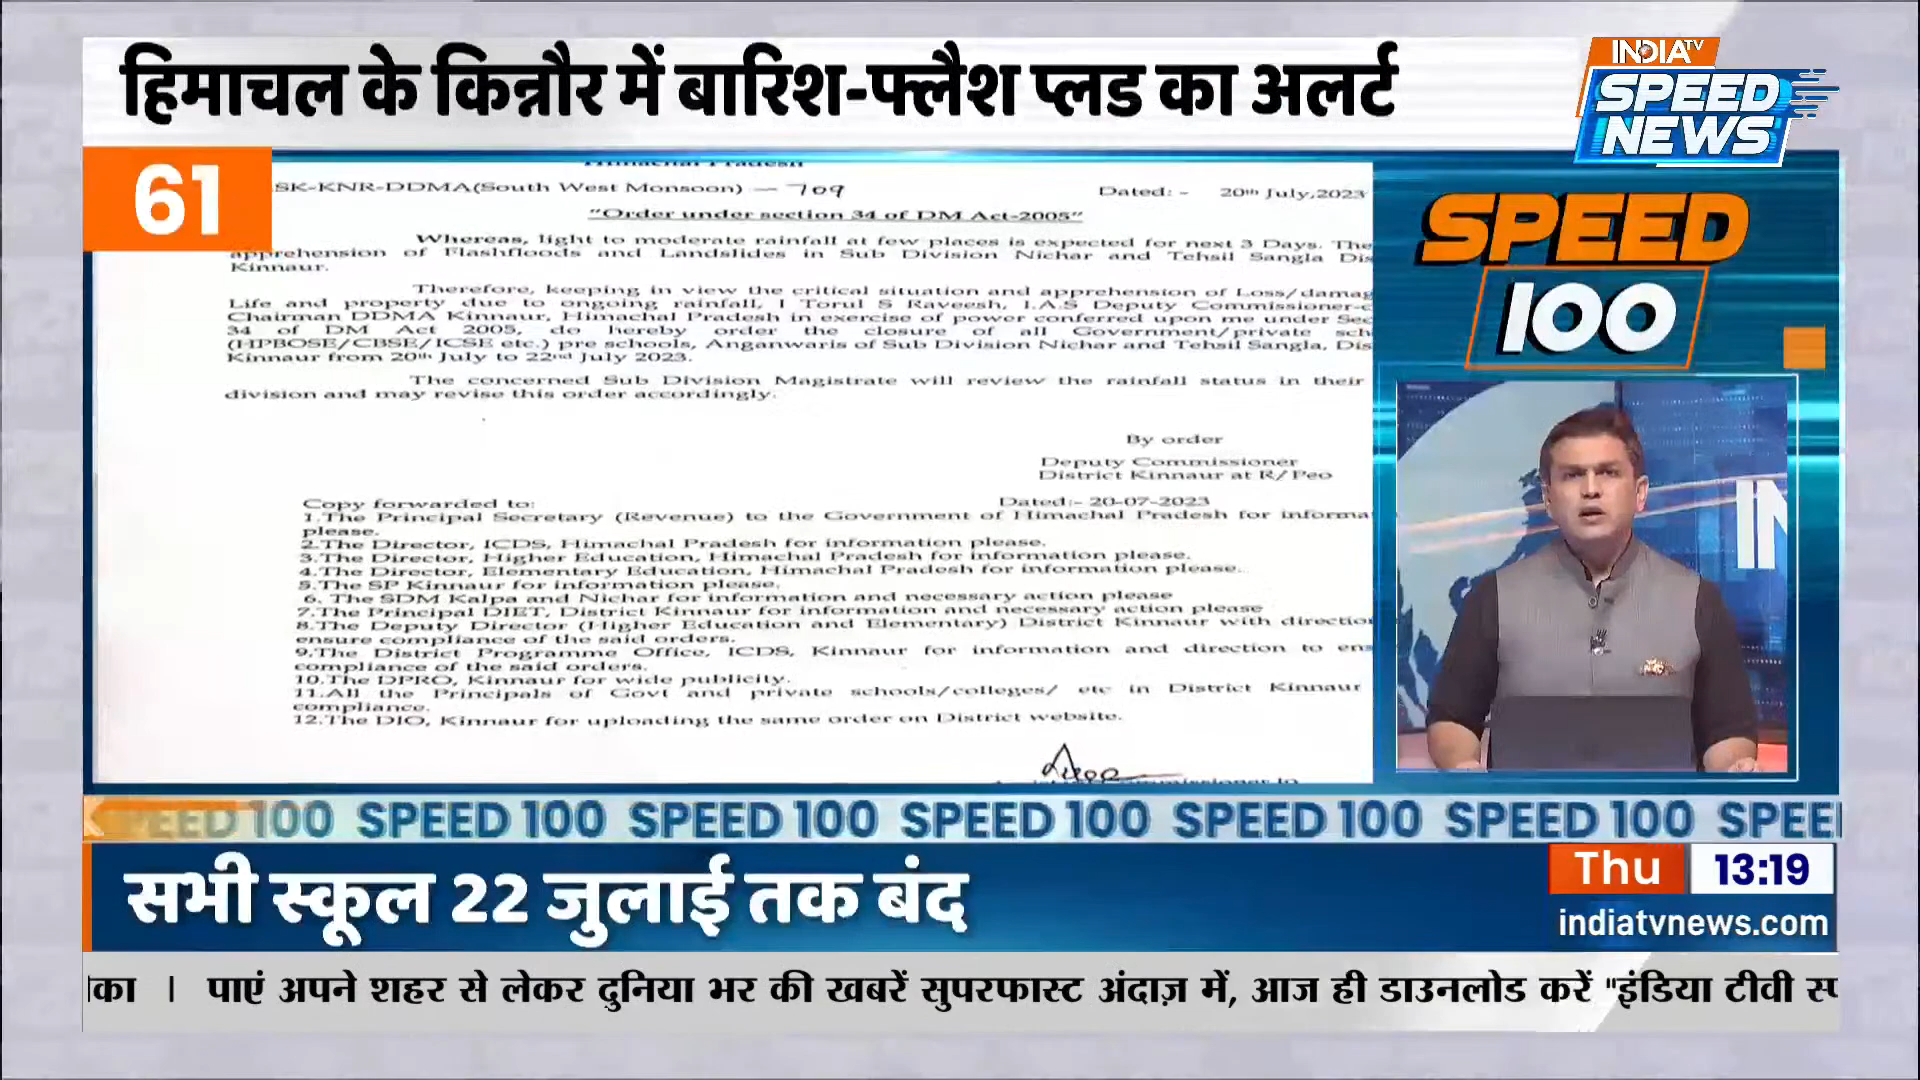 हिमाचल के किन्नौर में बारिश-फ्लैश प्लड का अलर्ट
INDIA TV
SPEED
NEWS
61
Himachal Pradesh
SK-KNR-DDMA(South West Monsoon) — 709 Dated: - 20th July,2023
"Order under section 34 of DM Act-2005"
Whereas, light to moderate rainfall at few places is expected for next 3 Days. The
apprehension of Flashfloods and Landslides in Sub Division Nichar and Tehsil Sangla Dis
Kinnaur.
Therefore, keeping in view the critical situation and apprehension of Loss/damag
Life and property due to ongoing rainfall, I Torul S Raveesh, I.A.S Deputy Commissioner-c
Chairman DDMA Kinnaur, Himachal Pradesh in exercise of power conferred upon me under Sec
34 of DM Act 2005, do hereby order the closure of all Government/private sch
(HPBOSE/CBSE/ICSE etc.) pre schools, Anganwaris of Sub Division Nichar and Tehsil Sangla, Dis
Kinnaur from 20th July to 22nd July 2023.
The concerned Sub Division Magistrate will review the rainfall status in their
division and may revise this order accordingly.
By order
Deputy Commissioner
District Kinnaur at R/Peo
Copy forwarded to: Dated:- 20-07-2023
1.The Principal Secretary (Revenue) to the Government of Himachal Pradesh for informa
please.
2.The Director, ICDS, Himachal Pradesh for information please.
3.The Director, Higher Education, Himachal Pradesh for information please.
4.The Director, Elementary Education, Himachal Pradesh for information please.
5.The SP Kinnaur for information please.
6. The SDM Kalpa and Nichar for information and necessary action please
7.The Principal DIET, District Kinnaur for information and necessary action please
8.The Deputy Director (Higher Education and Elementary) District Kinnaur with directio
ensure compliance of the said orders.
9.The District Programme Office, ICDS, Kinnaur for information and direction to ens
compliance of the said orders.
10.The DPRO, Kinnaur for wide publicity.
11.All the Principals of Govt and private schools/colleges/ etc in District Kinnaur
compliance.
12.The DIO, Kinnaur for uploading the same order on District website.
SPEED
100
IN
PEED 100 SPEED 100 SPEED 100 SPEED 100 SPEED 100 SPEED 100 SPEE
सभी स्कूल 22 जुलाई तक बंद
Thu 13:19
indiatvnews.com
का | पाएं अपने शहर से लेकर दुनिया भर की खबरें सुपरफास्ट अंदाज़ में, आज ही डाउनलोड करें "इंडिया टीवी स्प